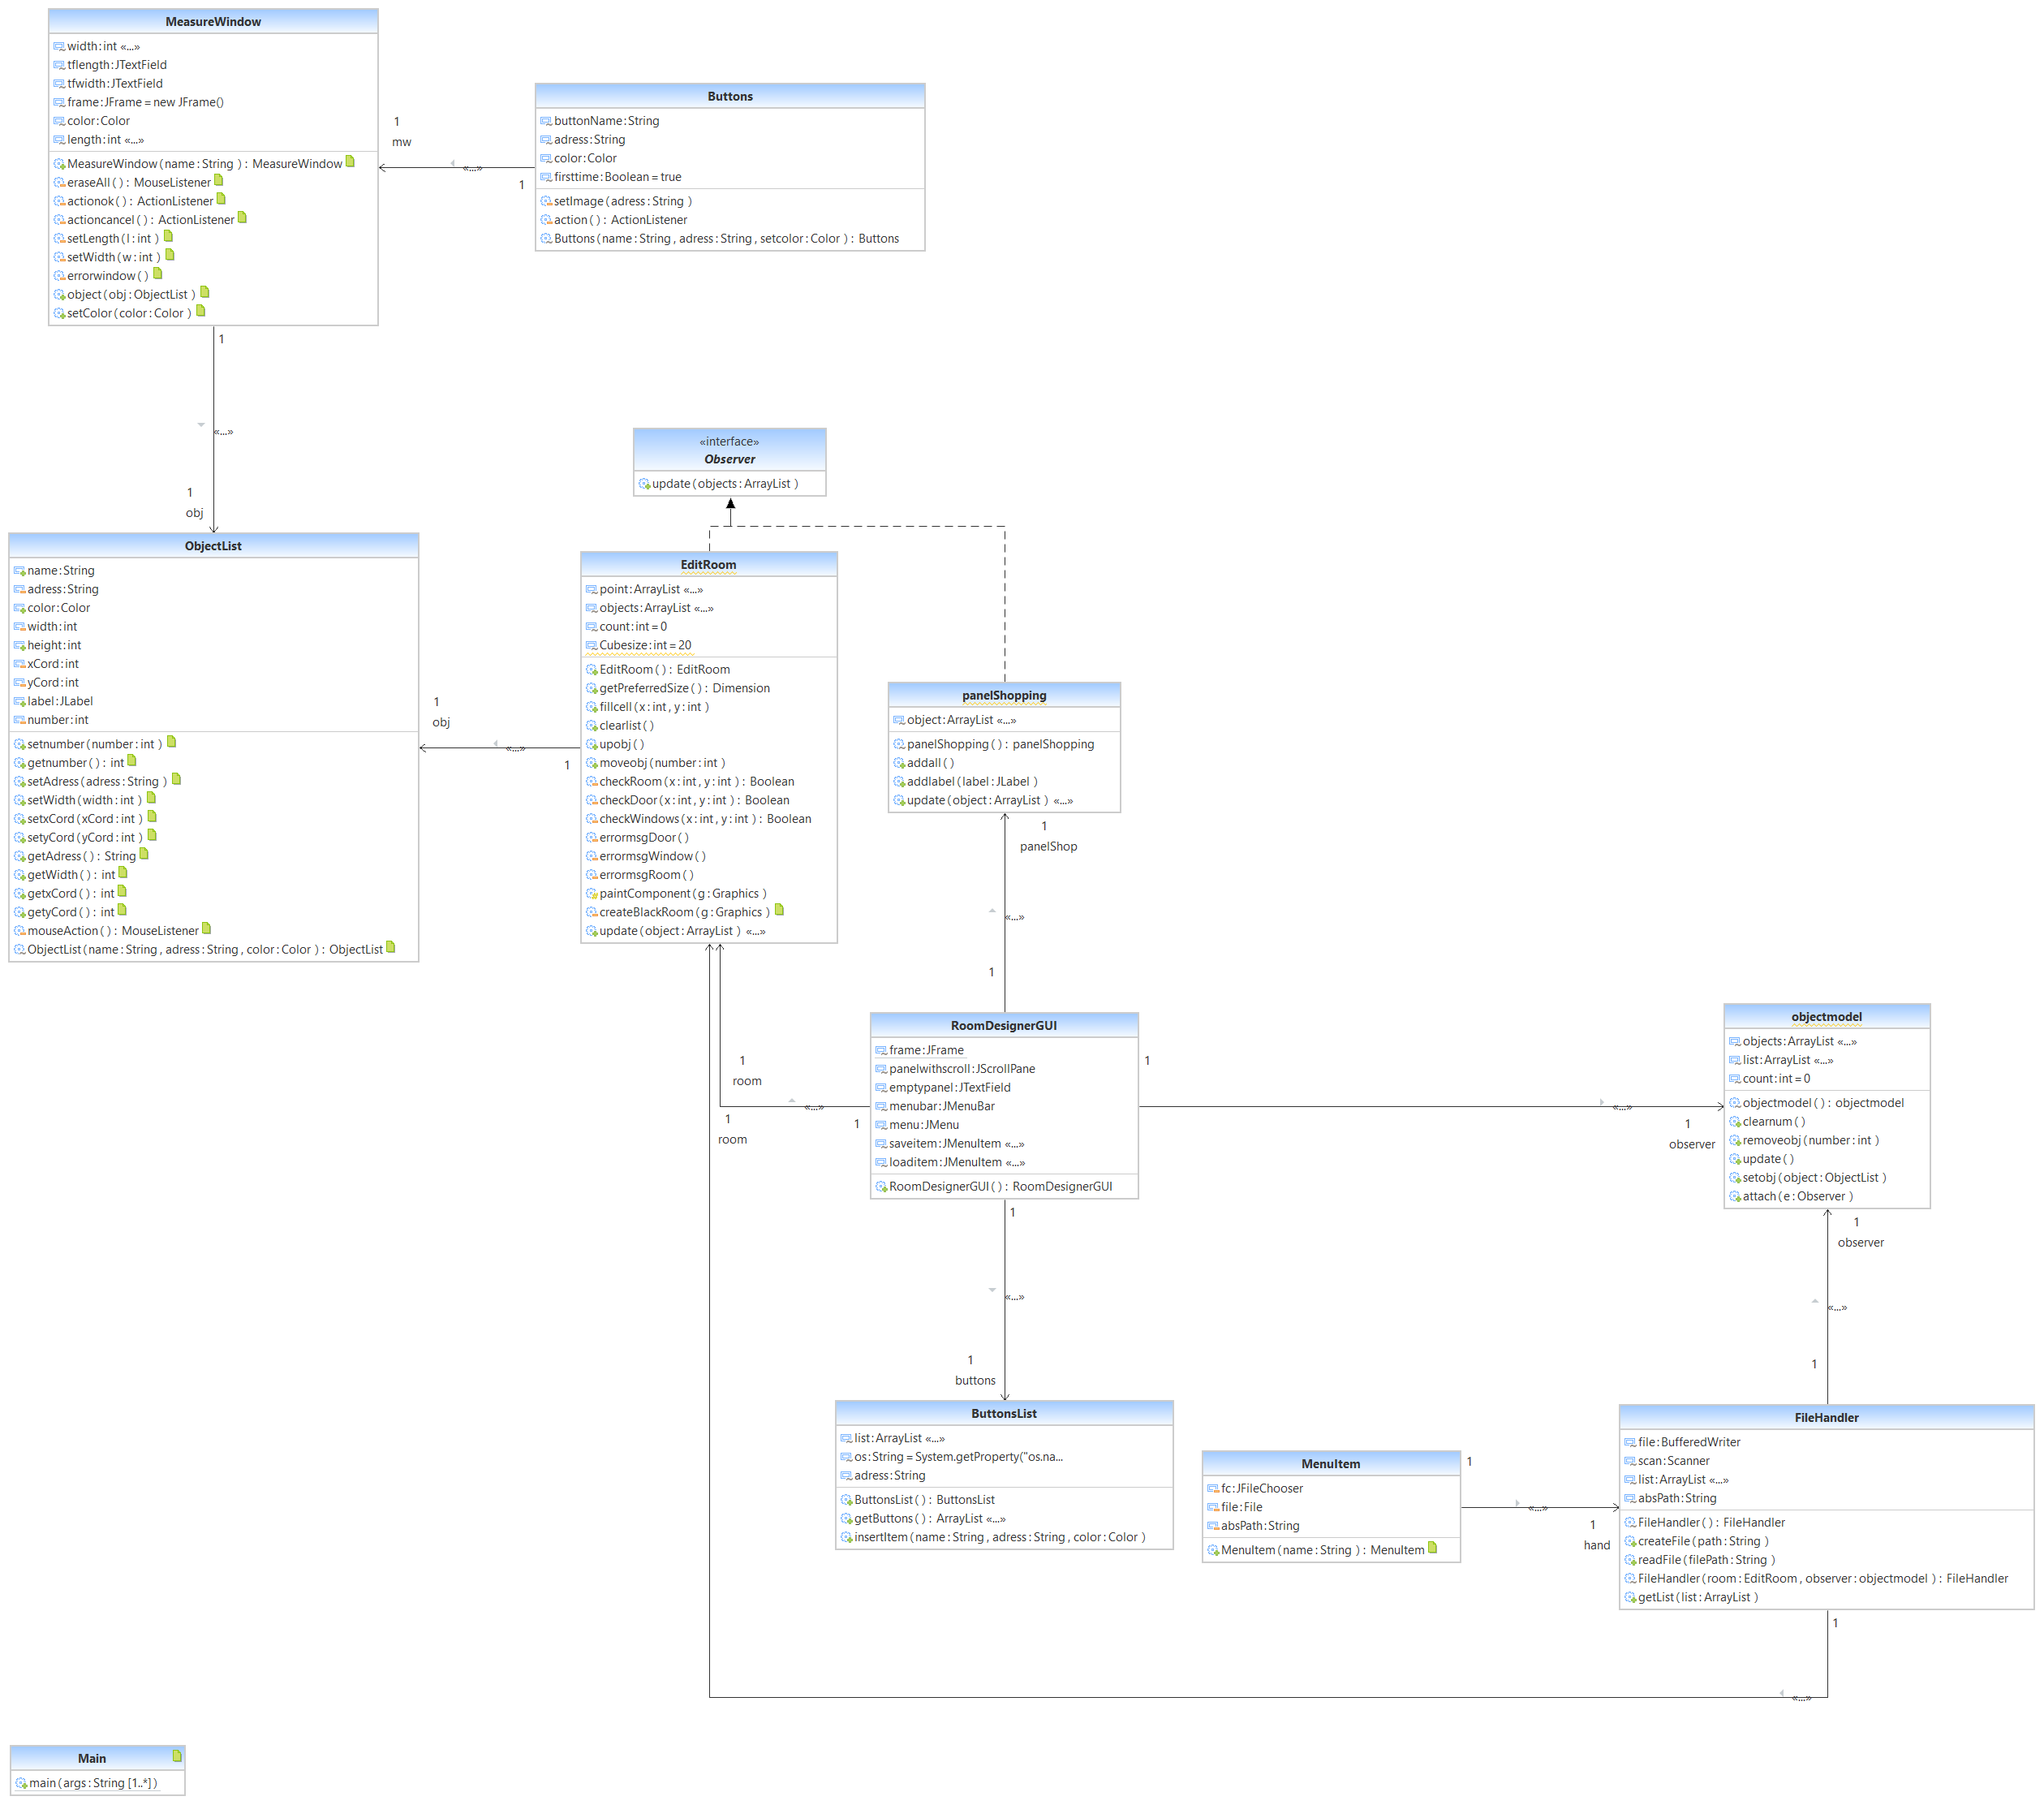 MeasureWindow
width:int «...»
tflength:JTextField
tfwidth:JTextField
frame:JFrame = new JFrame()
color:Color
length:int «...»
MeasureWindow(name:String): MeasureWindow
eraseAll(): MouseListener
actionok(): ActionListener
actioncancel(): ActionListener
setLength(l:int)
setWidth(w:int)
errorwindow()
object(obj:ObjectList)
setColor(color:Color)
1
mw
«...»
1
Buttons
buttonName:String
adress:String
color:Color
firsttime:Boolean = true
setImage(adress:String)
action(): ActionListener
Buttons(name:String, adress:String, setcolor:Color): Buttons
1
«...»
1
obj
«interface»
Observer
update(objects:ArrayList)
ObjectList
name:String
adress:String
color:Color
width:int
height:int
xCord:int
yCord:int
label:JLabel
number:int
setnumber(number:int)
getnumber(): int
setAdress(adress:String)
setWidth(width:int)
setxCord(xCord:int)
setyCord(yCord:int)
getAdress(): String
getWidth(): int
getxCord(): int
getyCord(): int
mouseAction(): MouseListener
ObjectList(name:String, adress:String, color:Color): ObjectList
1
obj
«...»
1
EditRoom
point:ArrayList «...»
objects:ArrayList «...»
count:int = 0
Cubesize:int = 20
EditRoom(): EditRoom
getPreferredSize(): Dimension
fillcell(x:int, y:int)
clearlist()
upobj()
moveobj(number:int)
checkRoom(x:int, y:int): Boolean
checkDoor(x:int, y:int): Boolean
checkWindows(x:int, y:int): Boolean
errormsgDoor()
errormsgWindow()
errormsgRoom()
paintComponent(g:Graphics)
createBlackRoom(g:Graphics)
update(object:ArrayList) «...»
panelShopping
object:ArrayList «...»
panelShopping(): panelShopping
addall()
addlabel(label:JLabel)
update(object:ArrayList) «...»
1
panelShop
«...»
1
RoomDesignerGUI
frame:JFrame
panelwithscroll:JScrollPane
emptypanel:JTextField
menubar:JMenuBar
menu:JMenu
saveitem:JMenuItem «...»
loaditem:JMenuItem «...»
RoomDesignerGUI(): RoomDesignerGUI
1
room
«...»
1
room
1
1
«...»
1
observer
objectmodel
objects:ArrayList «...»
list:ArrayList «...»
count:int = 0
objectmodel(): objectmodel
clearnum()
removeobj(number:int)
update()
setobj(object:ObjectList)
attach(e:Observer)
1
observer
«...»
1
1
«...»
1
buttons
ButtonsList
list:ArrayList «...»
os:String = System.getProperty("os.na...
adress:String
ButtonsList(): ButtonsList
getButtons(): ArrayList «...»
insertItem(name:String, adress:String, color:Color)
MenuItem
fc:JFileChooser
file:File
absPath:String
MenuItem(name:String): MenuItem
1
«...»
1
hand
FileHandler
file:BufferedWriter
scan:Scanner
list:ArrayList «...»
absPath:String
FileHandler(): FileHandler
createFile(path:String)
readFile(filePath:String)
FileHandler(room:EditRoom, observer:objectmodel): FileHandler
getList(list:ArrayList)
1
«...»
Main
main(args:String [1..*])